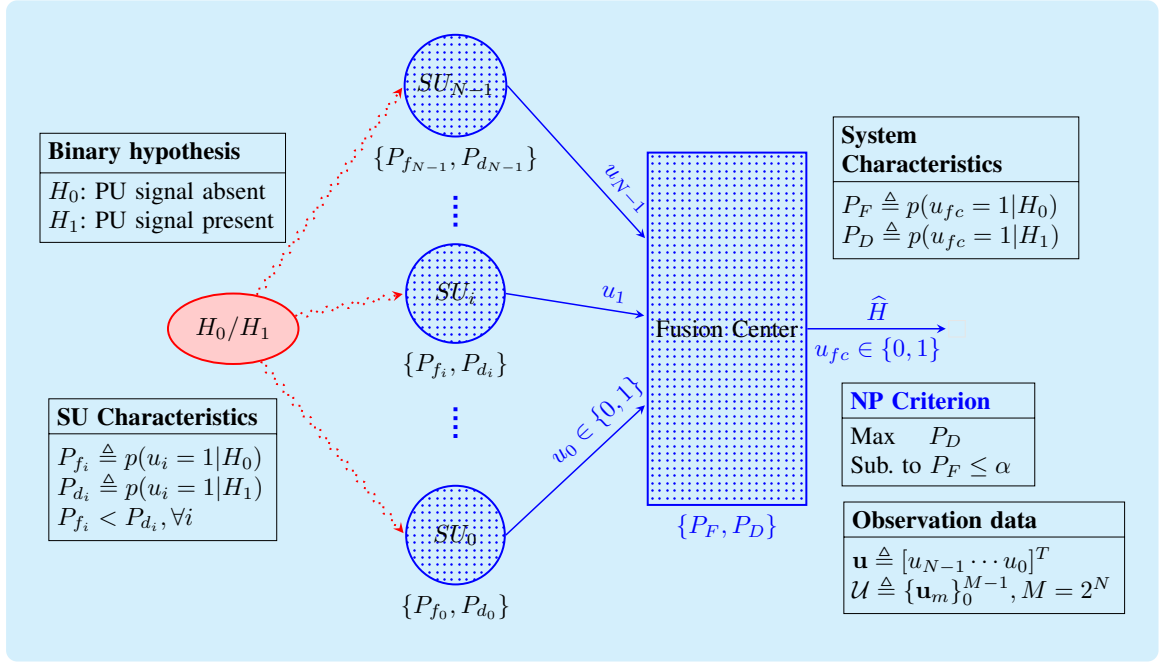 SU_{N-1}
{P_{f_{N-1}}, P_{d_{N-1}}}
Binary hypothesis
H_0: PU signal absent
H_1: PU signal present
System
Characteristics
P_F ≜ p(u_{fc} = 1|H_0)
P_D ≜ p(u_{fc} = 1|H_1)
u_{N-1}
H_0/H_1
SU_i
{P_{f_i}, P_{d_i}}
u_1
Fusion Center
\widehat{H}
u_{fc} ∈ {0, 1}
SU Characteristics
P_{f_i} ≜ p(u_i = 1|H_0)
P_{d_i} ≜ p(u_i = 1|H_1)
P_{f_i} < P_{d_i}, ∀i
u_0 ∈ {0, 1}
SU_0
{P_{f_0}, P_{d_0}}
{P_F, P_D}
NP Criterion
Max P_D
Sub. to P_F ≤ α
Observation data
𝐮 ≜ [u_{N-1} ⋯ u_0]^T
𝒰 ≜ {𝐮_m}_0^{M-1}, M = 2^N